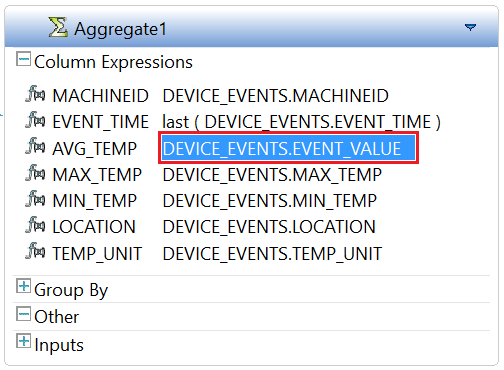 Aggregate1
Column Expressions
MACHINEID DEVICE_EVENTS.MACHINEID
EVENT_TIME last ( DEVICE_EVENTS.EVENT_TIME )
AVG_TEMP DEVICE_EVENTS.EVENT_VALUE
MAX_TEMP DEVICE_EVENTS.MAX_TEMP
MIN_TEMP DEVICE_EVENTS.MIN_TEMP
LOCATION DEVICE_EVENTS.LOCATION
TEMP_UNIT DEVICE_EVENTS.TEMP_UNIT
Group By
Other
Inputs